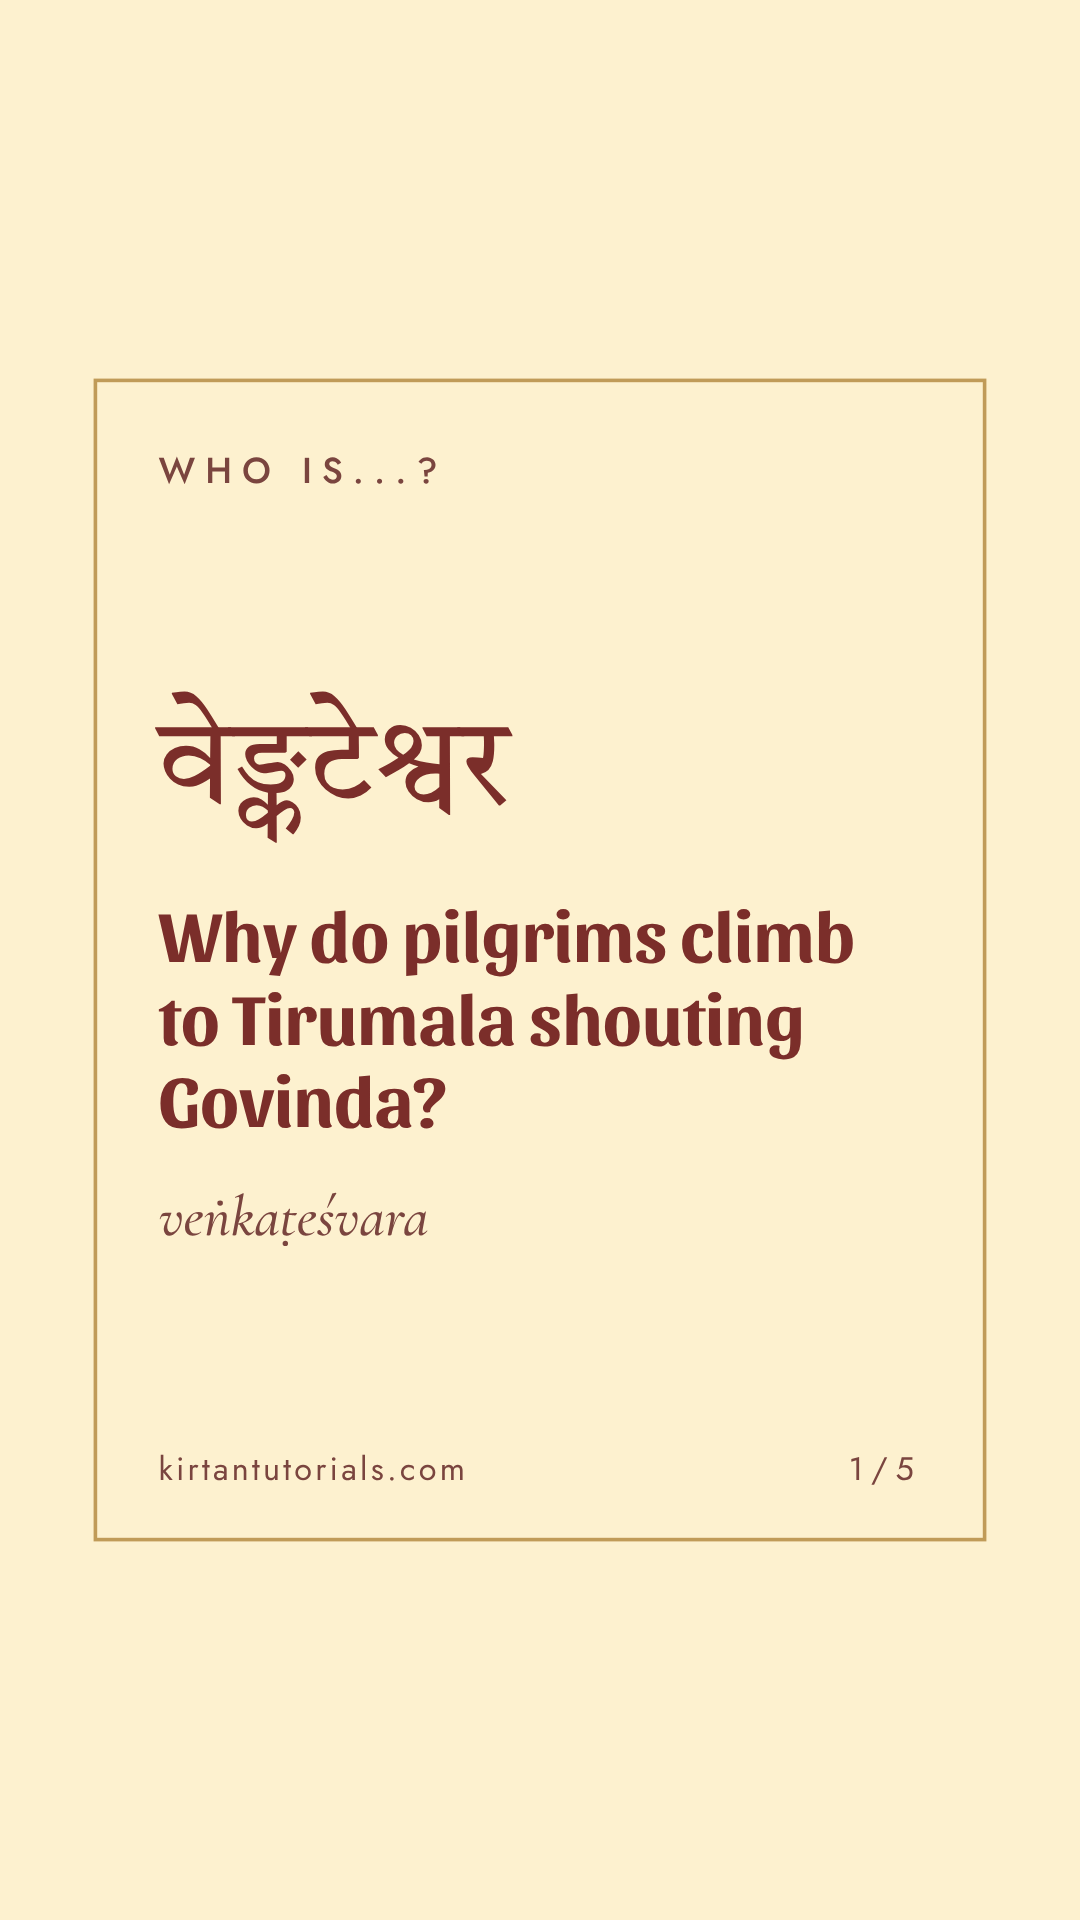 WHO IS...?
वेङ्कटेश्वर
Why do pilgrims climb
to Tirumala shouting
Govinda?
veṅkaṭeśvara
kirtantutorials.com
1 / 5